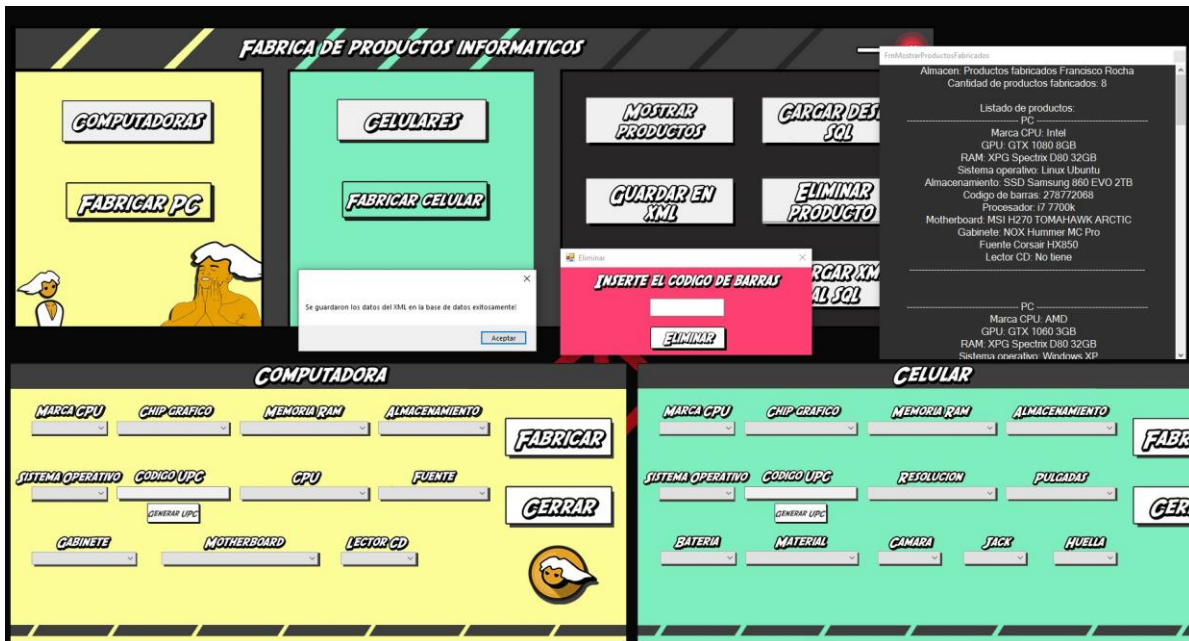 FABRICA DE PRODUCTOS INFORMATICOS
COMPUTADORAS
FABRICAR PC
CELULARES
FABRICAR CELULAR
MOSTRAR
PRODUCTOS
CARGAR
SQL
GUARDAR EN
XML
ELIMINAR
PRODUCTO
AL SQL
FrmMostrarProductosFabricados
Almacen: Productos fabricados Francisco Rocha
Cantidad de productos fabricados: 8
Listado de productos:
---------- PC ----------
Marca CPU: Intel
GPU: GTX 1080 8GB
RAM: XPG Spectrix D80 32GB
Sistema operativo: Linux Ubuntu
Almacenamiento: SSD Samsung 860 EVO 2TB
Codigo de barras: 278772068
Procesador: i7 7700k
Motherboard: MSI H270 TOMAHAWK ARCTIC
Gabinete: NOX Hummer MC Pro
Fuente Corsair HX850
Lector CD: No tiene
---------- PC ----------
Marca CPU: AMD
GPU: GTX 1060 3GB
RAM: XPG Spectrix D80 32GB
Sistema operativo: Windows XP
Se guardaron los datos del XML en la base de datos exitosamente!
Aceptar
Eliminar
INSERTE EL CODIGO DE BARRAS
ELIMINAR
COMPUTADORA
MARCA CPU CHIP GRAFICO MEMORIA RAM ALMACENAMIENTO
FABRICAR
SISTEMA OPERATIVO CODIGO UPC CPU FUENTE
GENERAR UPC
CERRAR
GABINETE MOTHERBOARD LECTOR CD
CELULAR
MARCA CPU CHIP GRAFICO MEMORIA RAM ALMACENAMIENTO
SISTEMA OPERATIVO CODIGO UPC RESOLUCION PULGADAS
GENERAR UPC
BATERIA MATERIAL CAMARA JACK HUELLA